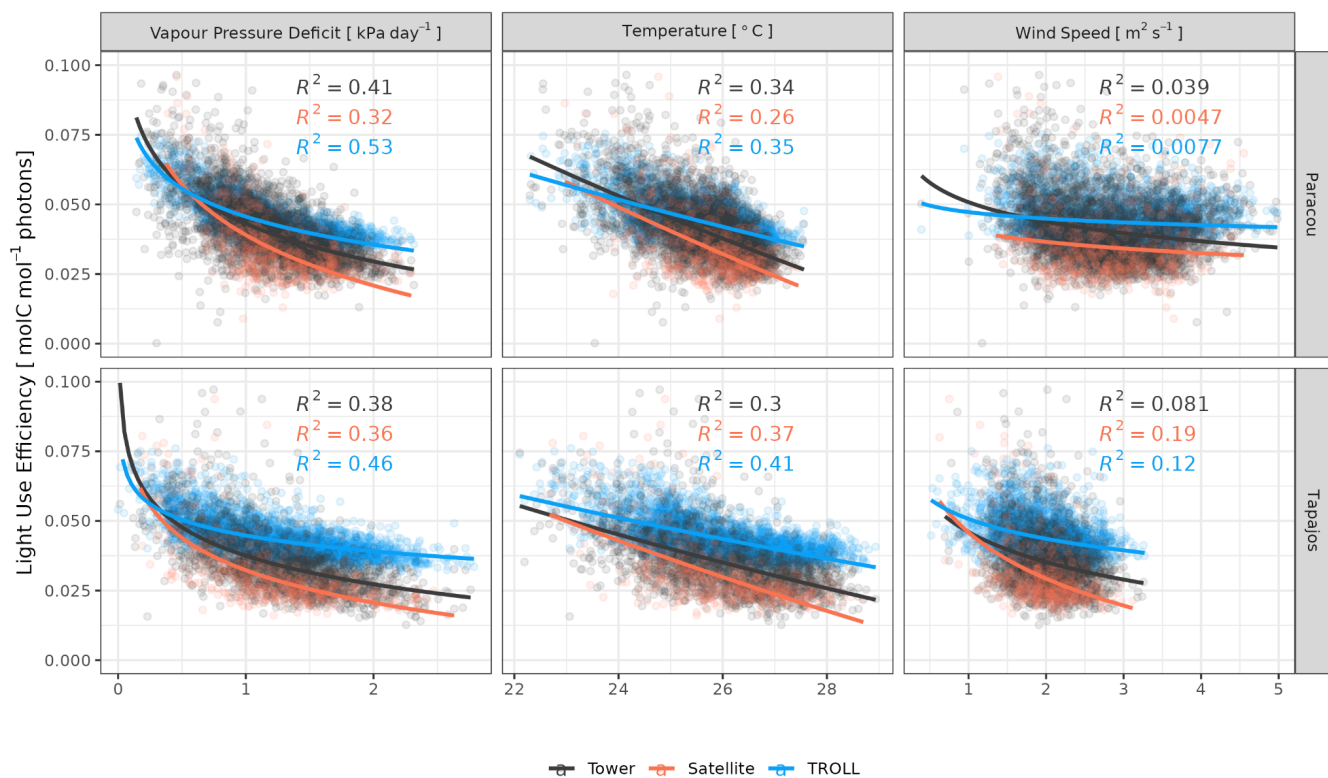 Vapour Pressure Deficit [ kPa day⁻¹ ] Temperature [ ° C ] Wind Speed [ m² s⁻¹ ]
Light Use Efficiency [ molC mol⁻¹ photons]
Paracou
0.100
0.075
0.050
0.025
0.000
R² = 0.41
R² = 0.32
R² = 0.53
R² = 0.34
R² = 0.26
R² = 0.35
R² = 0.039
R² = 0.0047
R² = 0.0077
Tapajos
0.100
0.075
0.050
0.025
0.000
R² = 0.38
R² = 0.36
R² = 0.46
R² = 0.3
R² = 0.37
R² = 0.41
R² = 0.081
R² = 0.19
R² = 0.12
0 1 2 22 24 26 28 1 2 3 4 5
a Tower a Satellite a TROLL